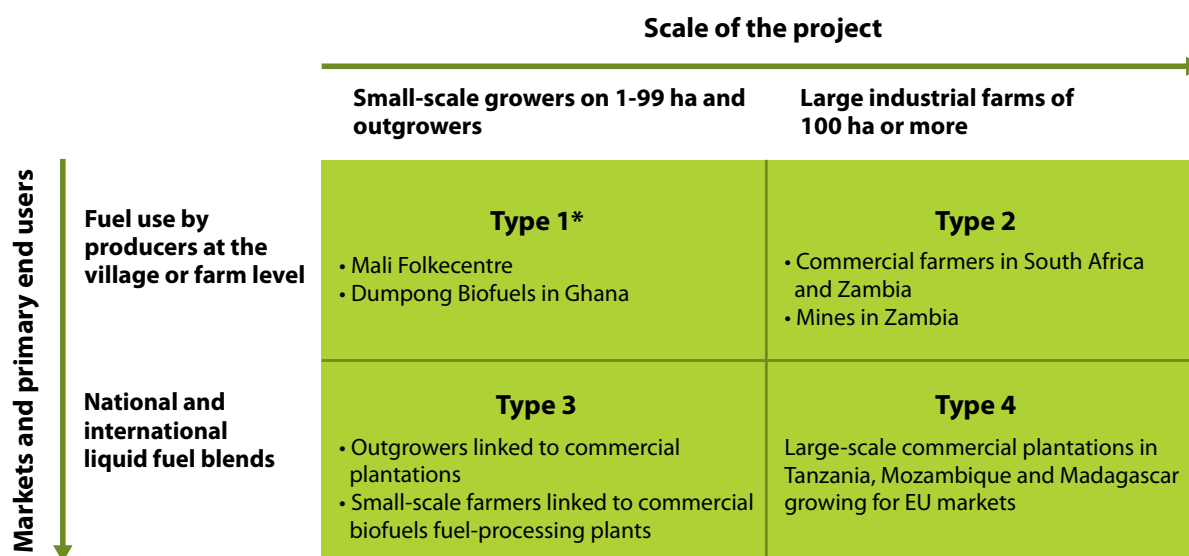 Scale of the project
Small-scale growers on 1-99 ha and
outgrowers
Large industrial farms of
100 ha or more
Markets and primary end users
Fuel use by
producers at the
village or farm level
Type 1*
• Mali Folkecentre
• Dumpong Biofuels in Ghana
Type 2
• Commercial farmers in South Africa
and Zambia
• Mines in Zambia
National and
international
liquid fuel blends
Type 3
• Outgrowers linked to commercial
plantations
• Small-scale farmers linked to commercial
biofuels fuel-processing plants
Type 4
Large-scale commercial plantations in
Tanzania, Mozambique and Madagascar
growing for EU markets